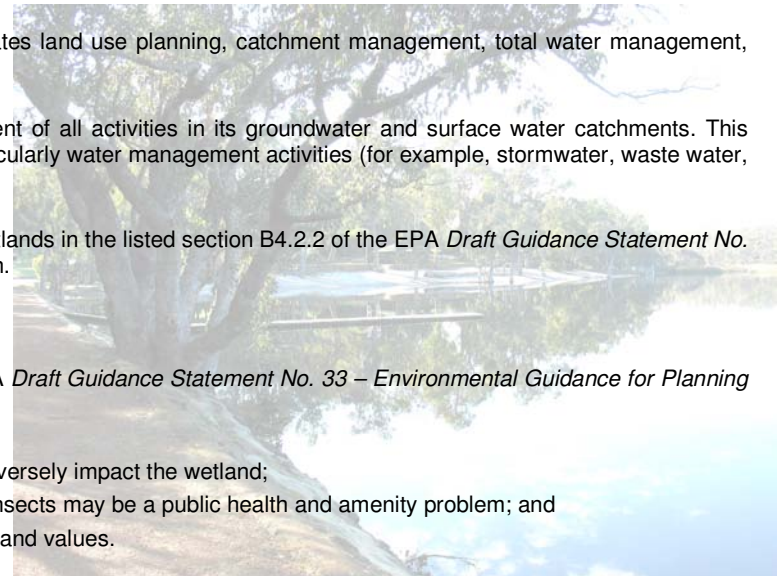 ates land use planning, catchment management, total water management,
ent of all activities in its groundwater and surface water catchments. This
cularly water management activities (for example, stormwater, waste water,
tlands in the listed section B4.2.2 of the EPA Draft Guidance Statement No.
n.
A Draft Guidance Statement No. 33 – Environmental Guidance for Planning
versely impact the wetland;
nsects may be a public health and amenity problem; and
and values.